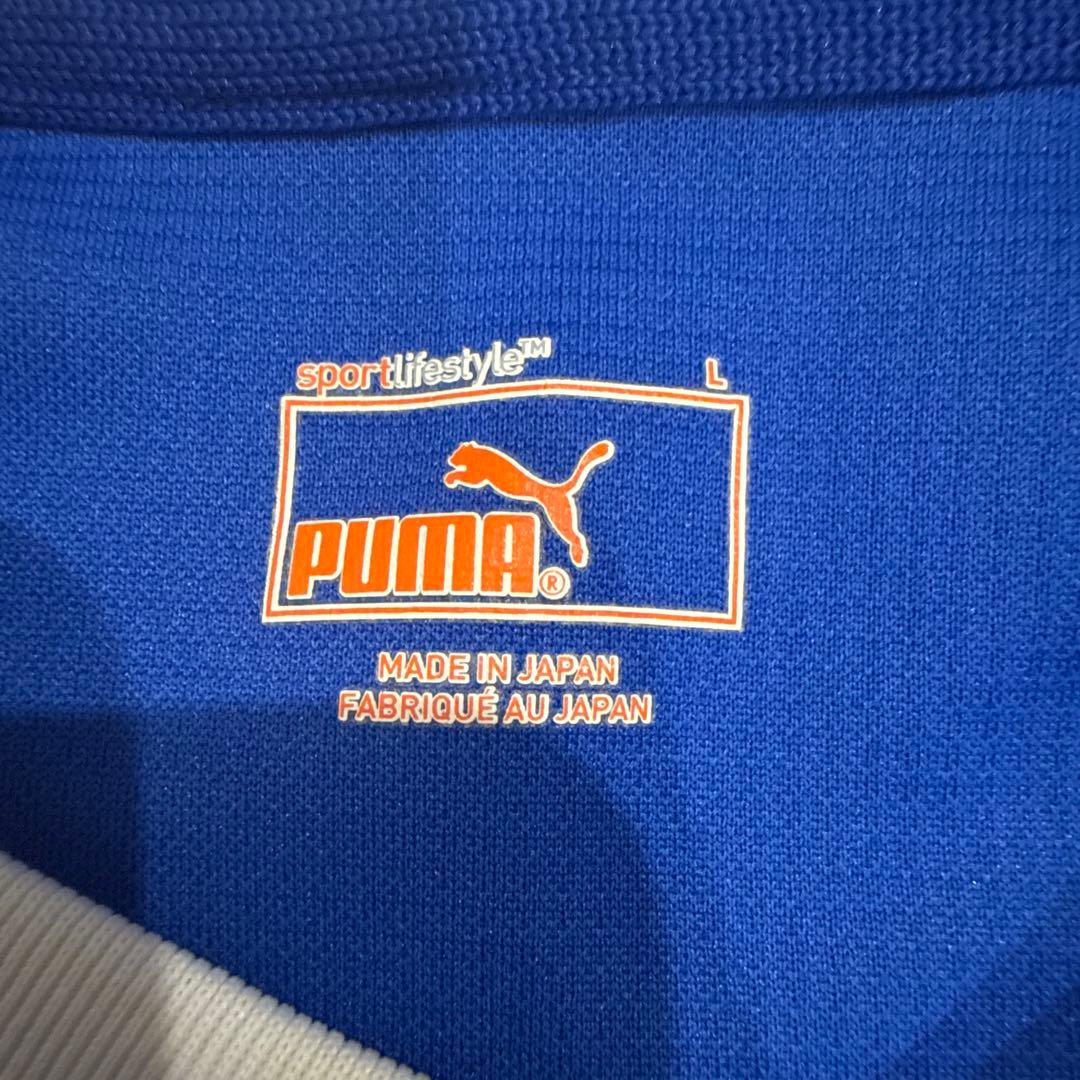 sportlifestyle™ L
PUMA®
MADE IN JAPAN
FABRIQUÉ AU JAPAN